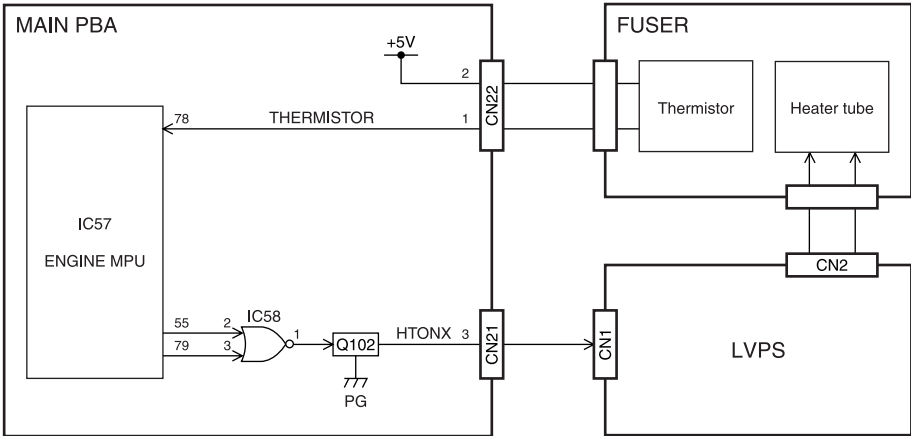 MAIN PBA
FUSER
+5V
2
CN22
Thermistor
Heater tube
78
THERMISTOR
1
IC57
ENGINE MPU
CN2
55
2
IC58
1
79
3
Q102
HTONX
3
CN21
CN1
LVPS
PG